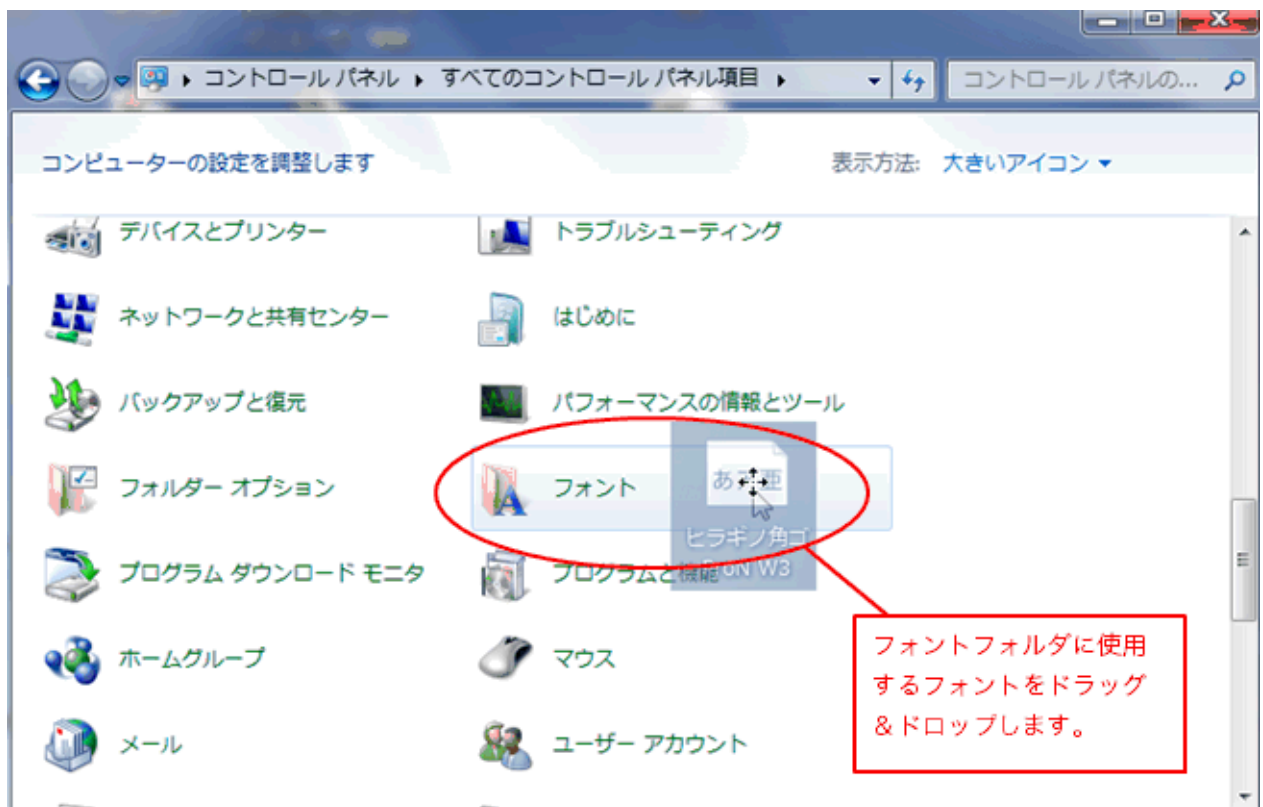 コントロール パネル ▸ すべてのコントロール パネル項目 ▸
コントロール パネルの...
コンピューターの設定を調整します
表示方法: 大きいアイコン
デバイスとプリンター
トラブルシューティング
ネットワークと共有センター
はじめに
バックアップと復元
パフォーマンスの情報とツール
フォルダー オプション
フォント
あ
亜
ヒラギノ角ゴ
W3
プログラム ダウンロード モニタ
プログラムと機能
ホームグループ
マウス
メール
ユーザー アカウント
フォントフォルダに使用
するフォントをドラッグ
&ドロップします。